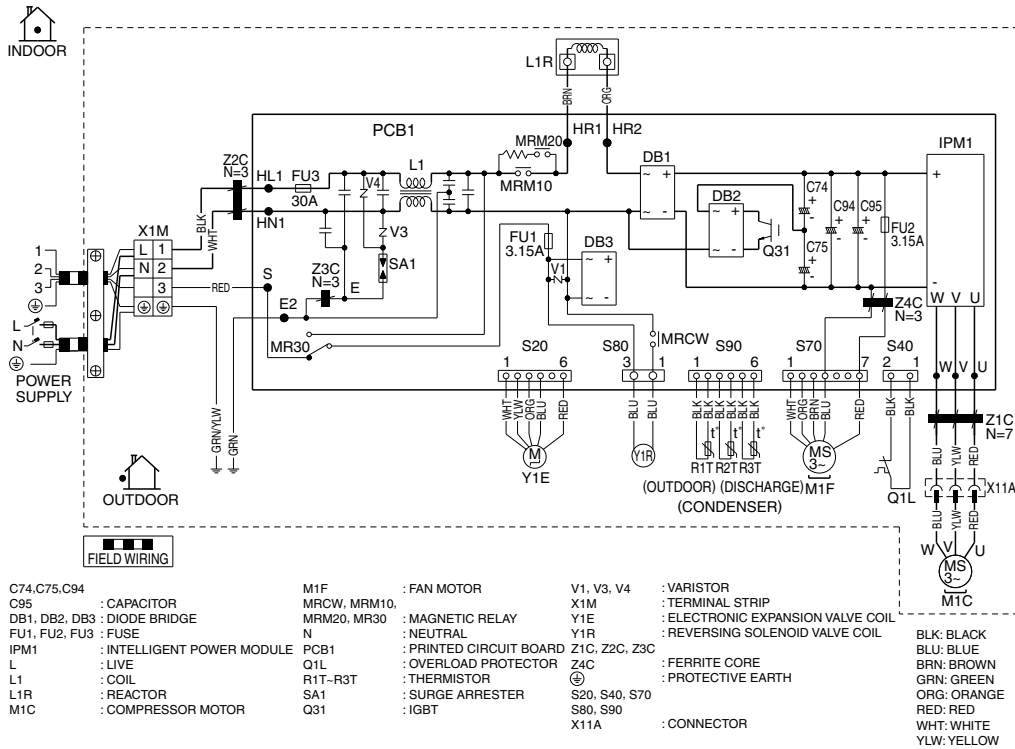 INDOOR
L1R
BRN
ORG
PCB1
HR1
HR2
MRM20
MRM10
IPM1
Z2C
N=3
HL1
FU3
30A
V4
L1
DB1
DB2
C74
C94
C95
+
-
~
HN1
BLK
WHT
V3
SA1
FU1
3.15A
DB3
V1
C75
Q31
FU2
3.15A
X1M
L 1
N 2
3
1
2
3
RED
S
Z3C
N=3
E
E2
Z4C
N=3
W V U
L
N
POWER
SUPPLY
MR30
MRCW
S20
1 6
S80
3 1
S90
1 6
S70
1 7
S40
2 1
W V U
WHT
YLW
ORG
BLU
RED
BLU
BLU
BLK
BLK
BLK
BLK
BLK
BLK
WHT
ORG
BRN
BLU
RED
BLK
BLK
Z1C
N=7
GRN/YLW
GRN
M
Y1E
Y1R
t°
t°
t°
R1T R2T R3T
(OUTDOOR) (DISCHARGE)
(CONDENSER)
MS
3~
M1F
Q1L
BLU
YLW
RED
X11A
BLU
YLW
RED
W V U
MS
3~
M1C
OUTDOOR
FIELD WIRING
C74,C75,C94
C95 : CAPACITOR
DB1, DB2, DB3 : DIODE BRIDGE
FU1, FU2, FU3 : FUSE
IPM1 : INTELLIGENT POWER MODULE
L : LIVE
L1 : COIL
L1R : REACTOR
M1C : COMPRESSOR MOTOR
M1F : FAN MOTOR
MRCW, MRM10,
MRM20, MR30 : MAGNETIC RELAY
N : NEUTRAL
PCB1 : PRINTED CIRCUIT BOARD
Q1L : OVERLOAD PROTECTOR
R1T~R3T : THERMISTOR
SA1 : SURGE ARRESTER
Q31 : IGBT
V1, V3, V4 : VARISTOR
X1M : TERMINAL STRIP
Y1E : ELECTRONIC EXPANSION VALVE COIL
Y1R : REVERSING SOLENOID VALVE COIL
Z1C, Z2C, Z3C
Z4C : FERRITE CORE
: PROTECTIVE EARTH
S20, S40, S70
S80, S90
X11A : CONNECTOR
BLK: BLACK
BLU: BLUE
BRN: BROWN
GRN: GREEN
ORG: ORANGE
RED: RED
WHT: WHITE
YLW: YELLOW